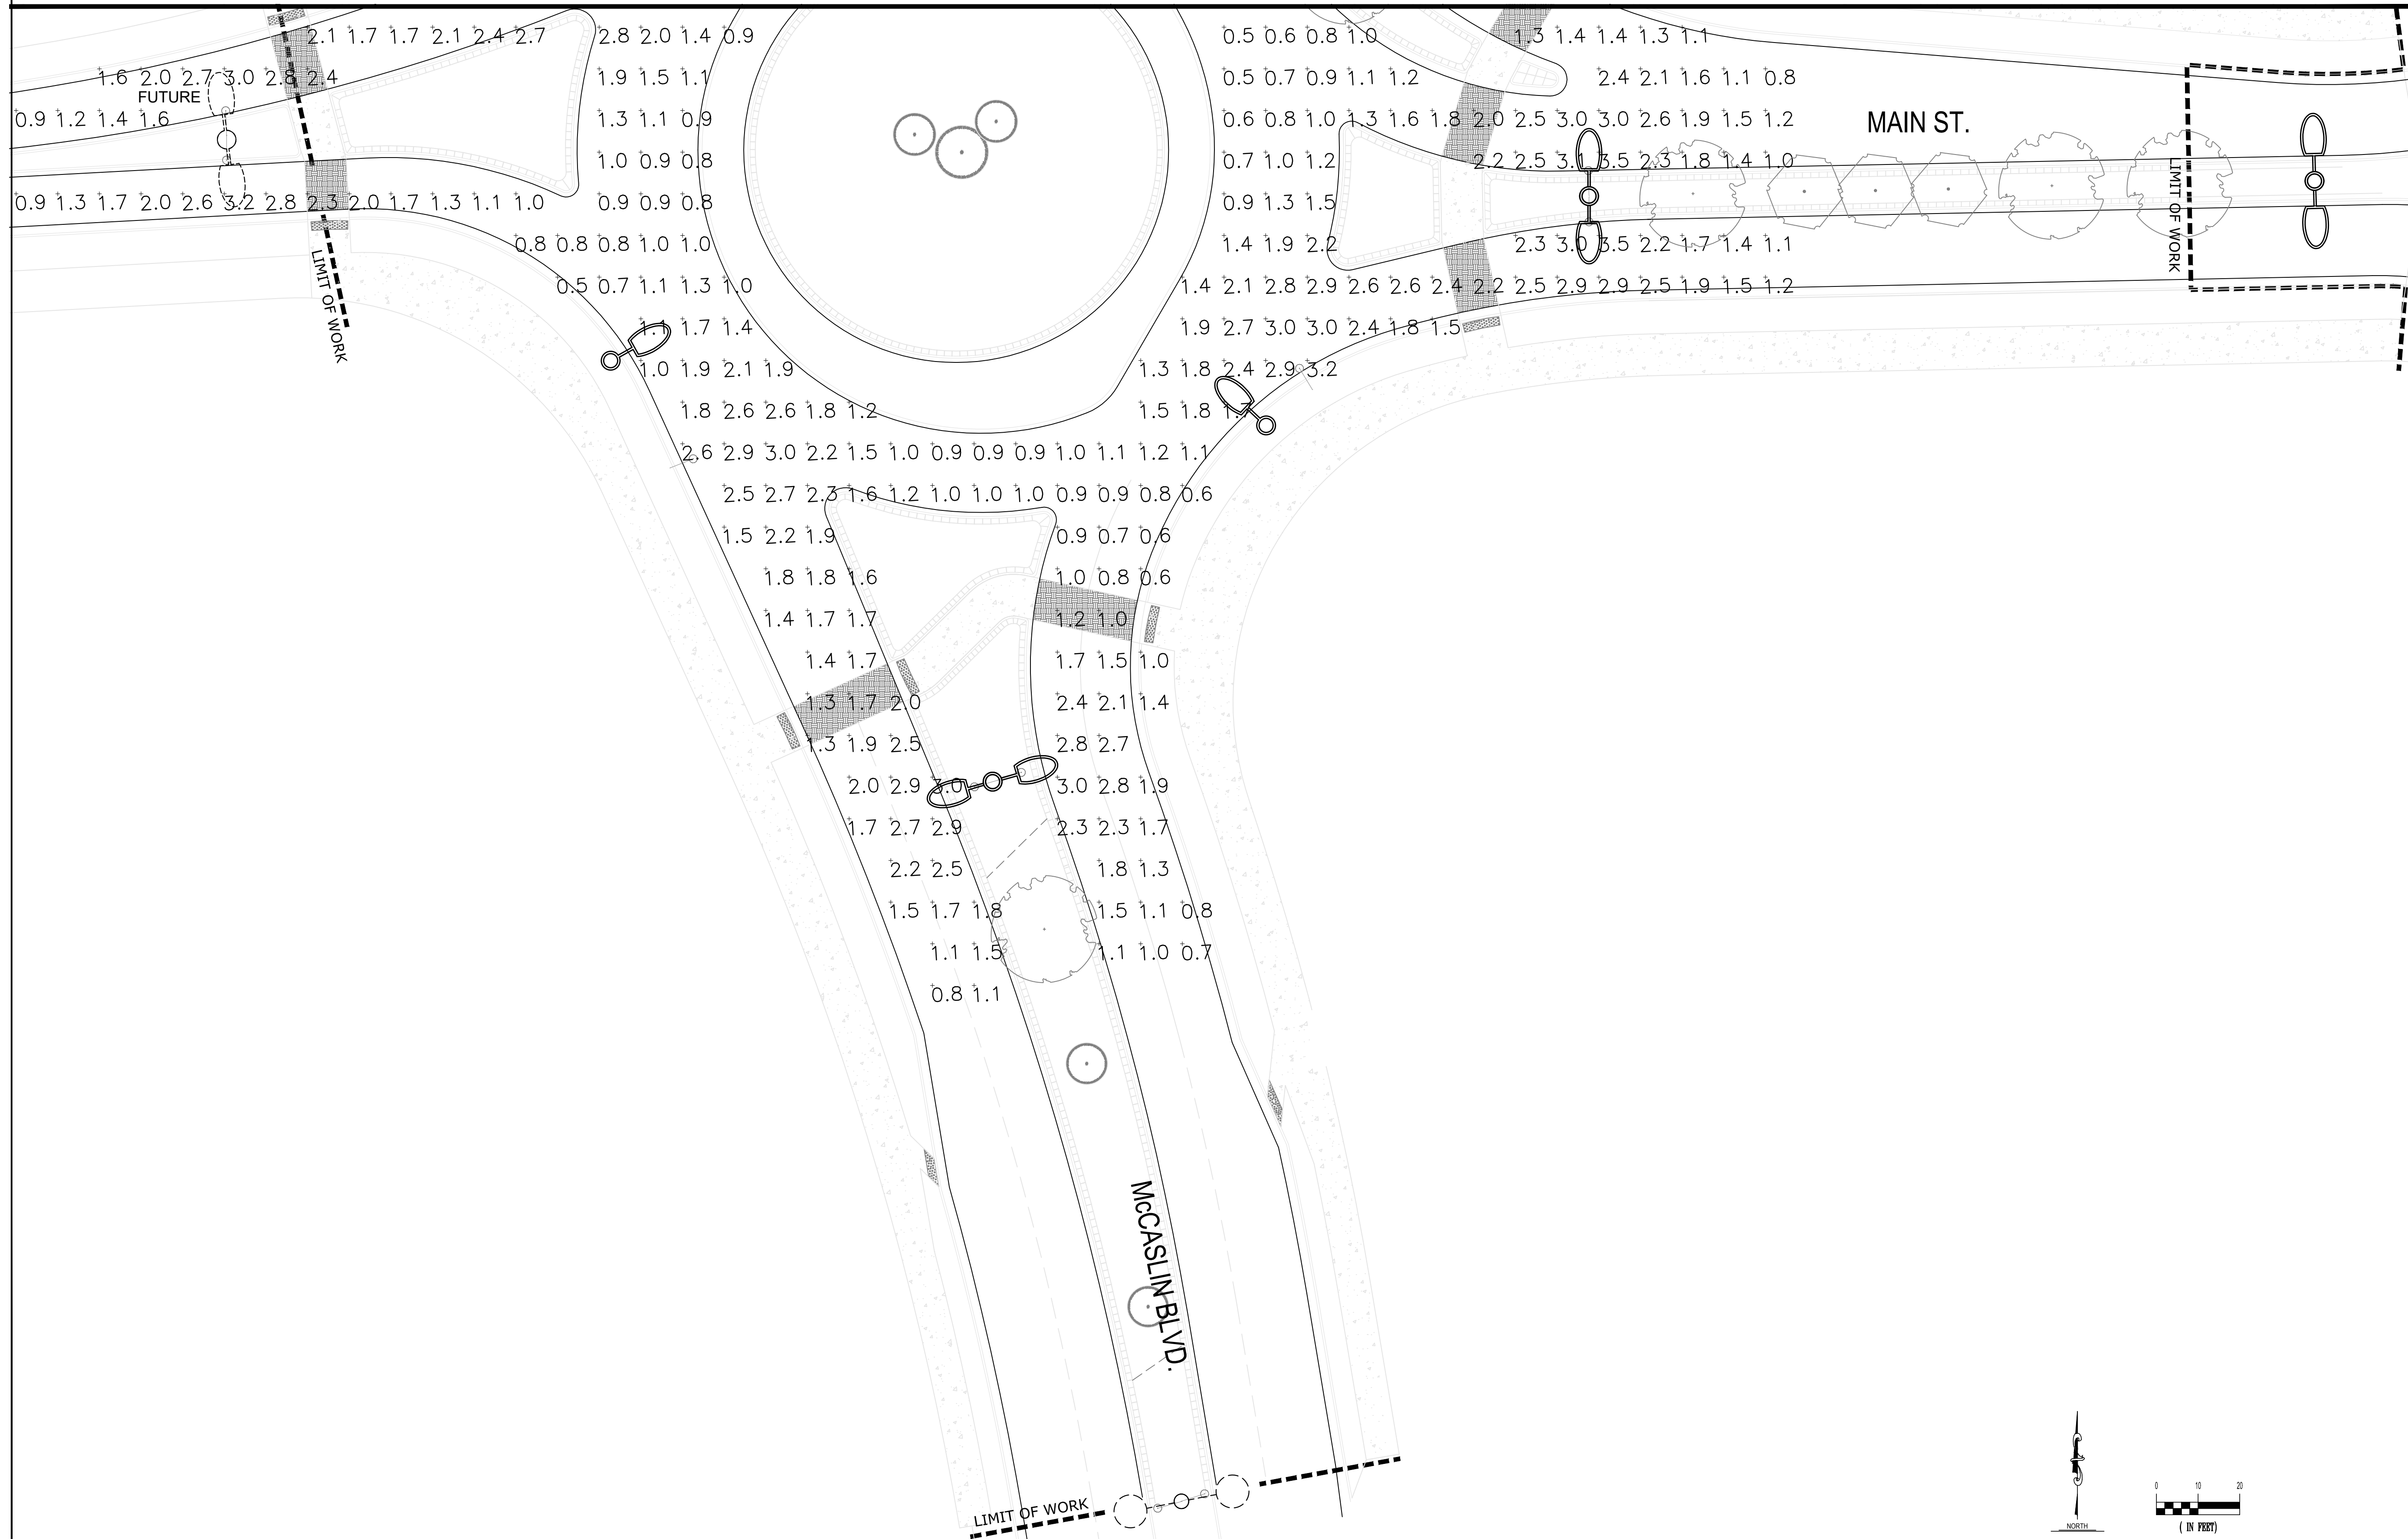 2.1 1.7 1.7 2.1 2.4 2.7 2.8 2.0 1.4 0.9 0.5 0.6 0.8 1.0 1.3 1.4 1.4 1.3 1.1
1.6 2.0 2.7 3.0 2.8 2.4 1.9 1.5 1.1 0.5 0.7 0.9 1.1 1.2 2.4 2.1 1.6 1.1 0.8
FUTURE
0.9 1.2 1.4 1.6 1.3 1.1 0.9 0.6 0.8 1.0 1.3 1.6 1.8 2.0 2.5 3.0 3.0 2.6 1.9 1.5 1.2
MAIN ST.
1.0 0.9 0.8 0.7 1.0 1.2 2.2 2.5 3.1 3.5 2.3 1.8 1.4 1.0
LIMIT OF WORK
0.9 1.3 1.7 2.0 2.6 3.2 2.8 2.3 2.0 1.7 1.3 1.1 1.0 0.9 0.9 0.8 0.9 1.3 1.5
0.8 0.8 0.8 1.0 1.0 1.4 1.9 2.2 2.3 3.0 3.5 2.2 1.7 1.4 1.1
LIMIT OF WORK
0.5 0.7 1.1 1.3 1.0 1.4 2.1 2.8 2.9 2.6 2.6 2.4 2.2 2.5 2.9 2.9 2.5 1.9 1.5 1.2
1.1 1.7 1.4 1.9 2.7 3.0 3.0 2.4 1.8 1.5
1.0 1.9 2.1 1.9 1.3 1.8 2.4 2.9 3.2
1.8 2.6 2.6 1.8 1.2 1.5 1.8 1.7
2.6 2.9 3.0 2.2 1.5 1.0 0.9 0.9 0.9 1.0 1.1 1.2 1.1
2.5 2.7 2.3 1.6 1.2 1.0 1.0 1.0 0.9 0.9 0.8 0.6
1.5 2.2 1.9 0.9 0.7 0.6
1.8 1.8 1.6 1.0 0.8 0.6
1.4 1.7 1.7 1.2 1.0
1.4 1.7 1.7 1.5 1.0
1.3 1.7 2.0 2.4 2.1 1.4
1.3 1.9 2.5 2.8 2.7
2.0 2.9 3.0 3.0 2.8 1.9
1.7 2.7 2.9 2.3 2.3 1.7
2.2 2.5 1.8 1.3
1.5 1.7 1.8 1.5 1.1 0.8
1.1 1.5 1.1 1.0 0.7
0.8 1.1
McCASLIN BLVD.
LIMIT OF WORK
NORTH
0 10 20
( IN FEET)